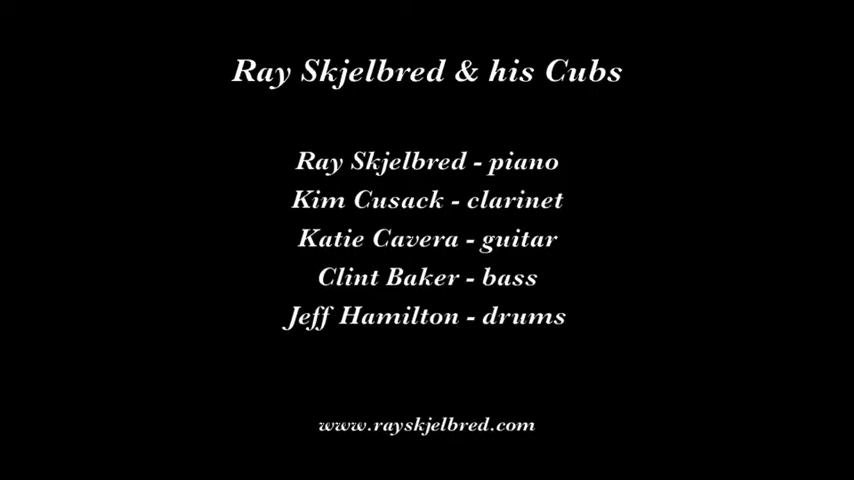 Ray Skjelbred & his Cubs
Ray Skjelbred - piano
Kim Cusack - clarinet
Katie Cavera - guitar
Clint Baker - bass
Jeff Hamilton - drums
www.rayskjelbred.com